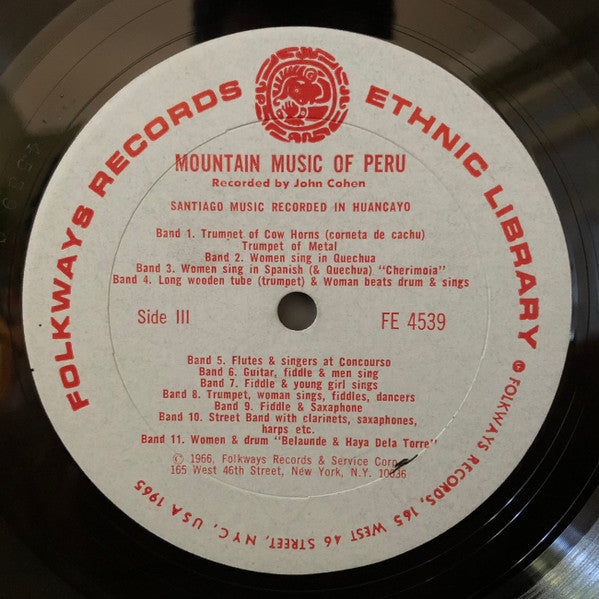 FOLKWAYS RECORDS ETHNIC LIBRARY
MOUNTAIN MUSIC OF PERU
Recorded by John Cohen
SANTIAGO MUSIC RECORDED IN HUANCAYO
Band 1. Trumpet of Cow Horns (corneta de cachu)
Trumpet of Metal
Band 2. Women sing in Quechua
Band 3. Women sing in Spanish (& Quechua) "Cherimoia"
Band 4. Long wooden tube (trumpet) & Woman beats drum & sings
Side III FE 4539
Band 5. Flutes & singers at Concourso
Band 6. Guitar, fiddle & men sing
Band 7. Fiddle & young girl sings
Band 8. Trumpet, woman sings, fiddles, dancers
Band 9. Fiddle & Saxaphone
Band 10. Street Band with clarinets, saxaphones,
harps etc.
Band 11. Women & drum "Belaunde & Haya Dela Torre"
© 1966, Folkways Records & Service Corp.
165 West 46th Street, New York, N.Y. 10036
℗ FOLKWAYS RECORDS, 165 WEST 46 STREET, NYC, USA 1965